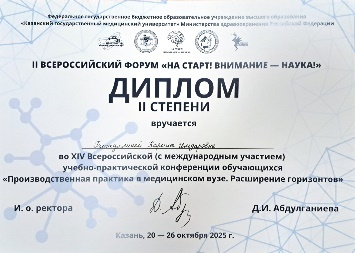 Федеральное государственное бюджетное образовательное учреждение высшего образования
«Казанский государственный медицинский университет» Министерства здравоохранения Российской Федерации
II ВСЕРОССИЙСКИЙ ФОРУМ «НА СТАРТ! ВНИМАНИЕ — НАУКА!»
ДИПЛОМ
II СТЕПЕНИ
вручается
во XIV Всероссийской (с международным участием)
учебно-практической конференции обучающихся
«Производственная практика в медицинском вузе. Расширение горизонтов»
И. о. ректора Д.И. Абдулганиева
Казань, 20 — 26 октября 2025 г.